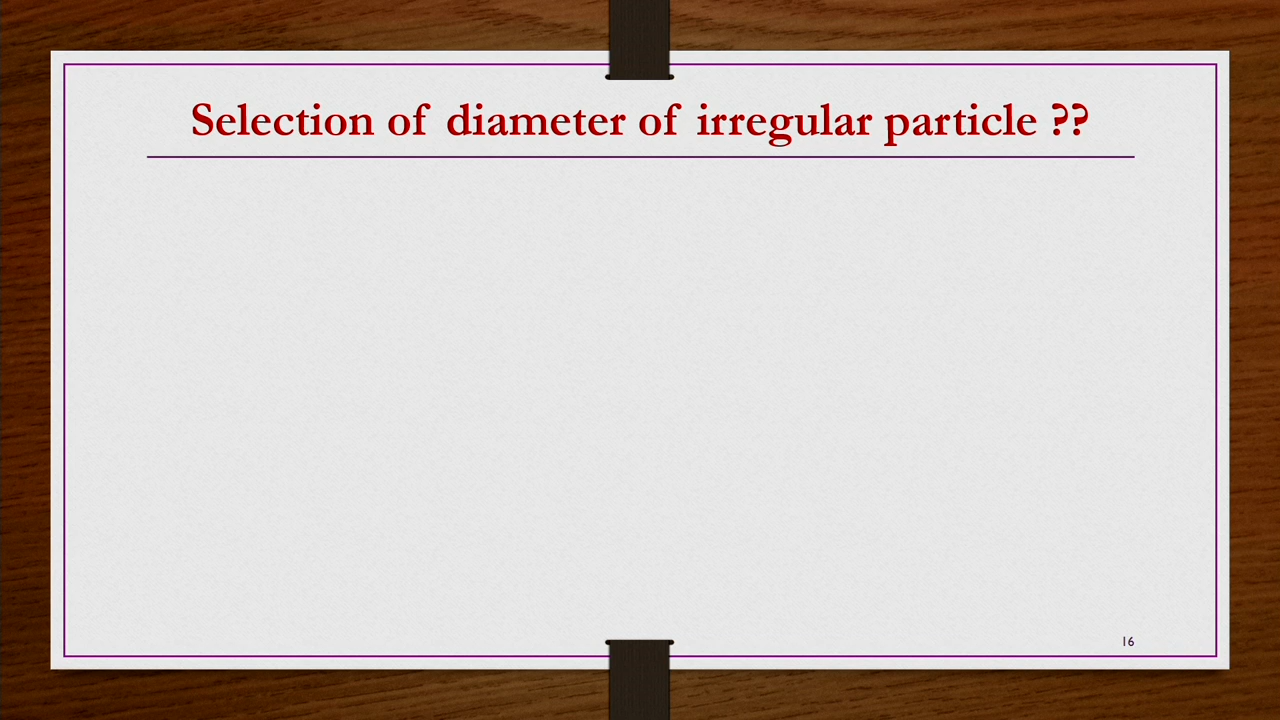 Selection of diameter of irregular particle ??
16